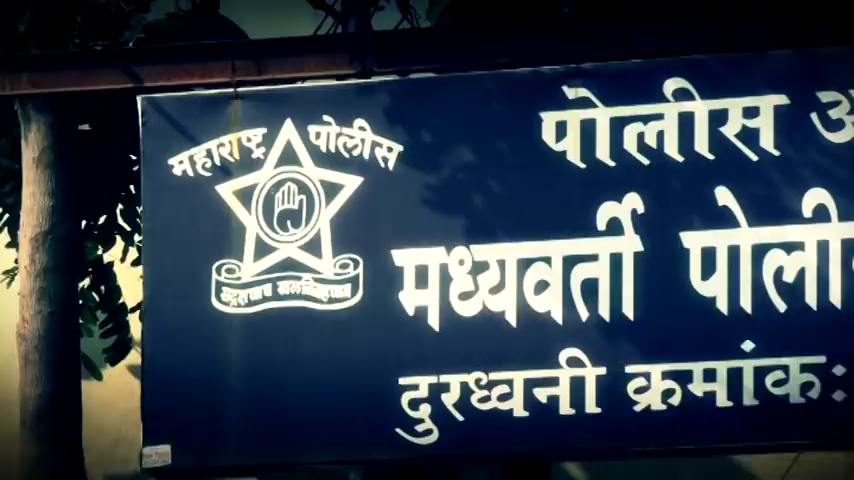 महाराष्ट्र पोलीस
पोलीस
मध्यवर्ती पोली
दुरध्वनी क्रमांक: